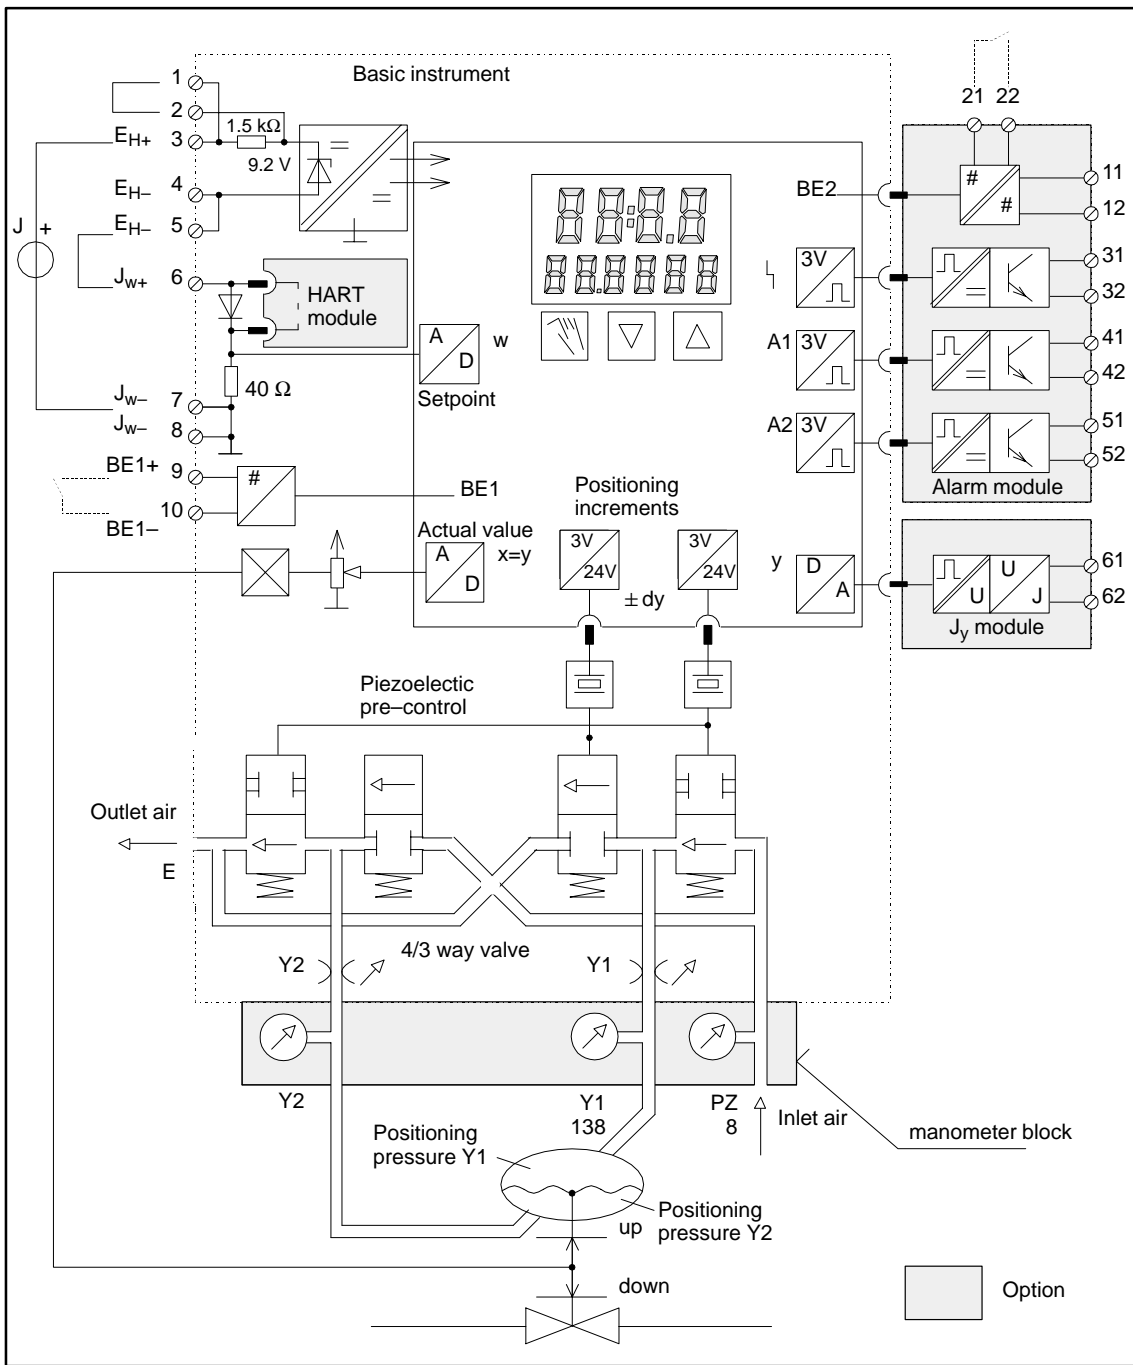 Basic instrument
1
2
21 22
EH+ 3
1.5 kΩ
9.2 V
EH– 4
EH– 5
J +
Jw+ 6
HART
module
BE2
#
#
11
12
3V
31
32
A
D
w
Setpoint
A1 3V
41
42
40 Ω
Jw– 7
Jw– 8
A2 3V
51
52
Alarm module
BE1+ 9
#
BE1
BE1– 10
Positioning
increments
Actual value
x=y
A
D
3V
24V
3V
24V
± dy
y
D
A
U
U
J
61
62
Jy module
Piezoelectic
pre–control
Outlet air
E
4/3 way valve
Y2
Y1
Y2
Y1
138
PZ
8
Inlet air
manometer block
Positioning
pressure Y1
Positioning
pressure Y2
up
down
Option